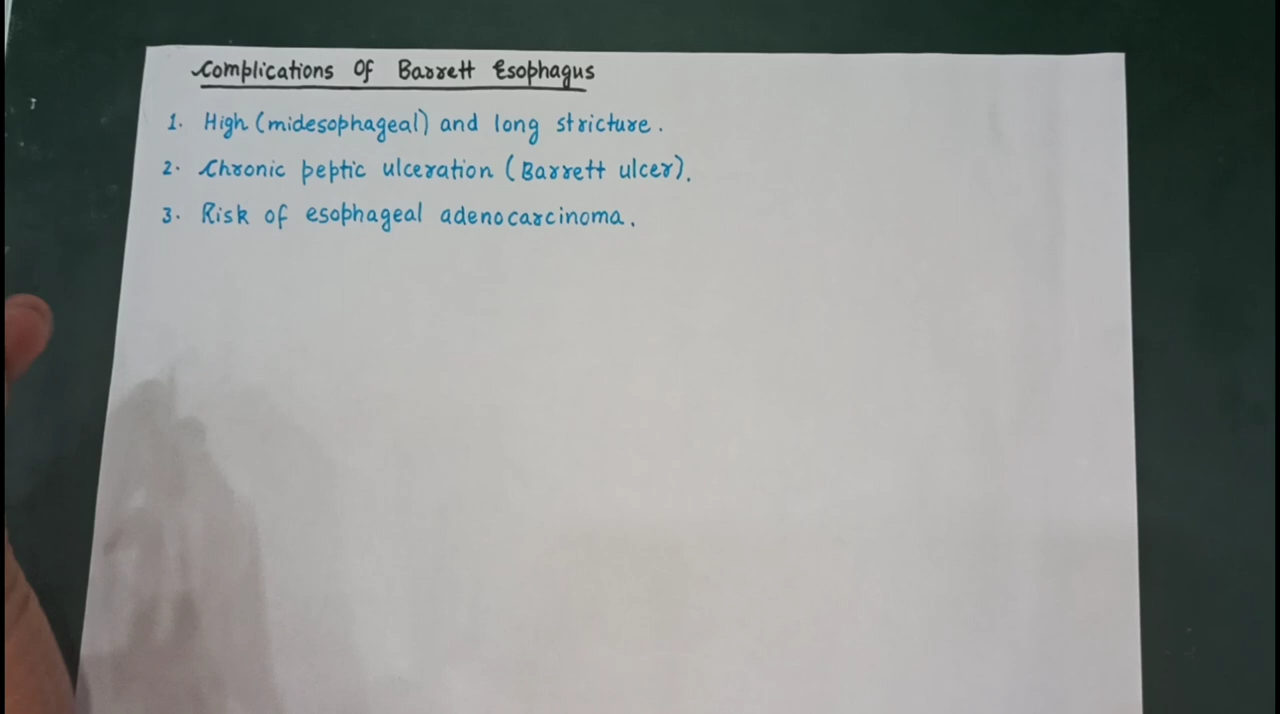 Complications Of Barrett Esophagus
1. High (midesophageal) and long stricture.
2. Chronic peptic ulceration (Barrett ulcer).
3. Risk of esophageal adenocarcinoma.